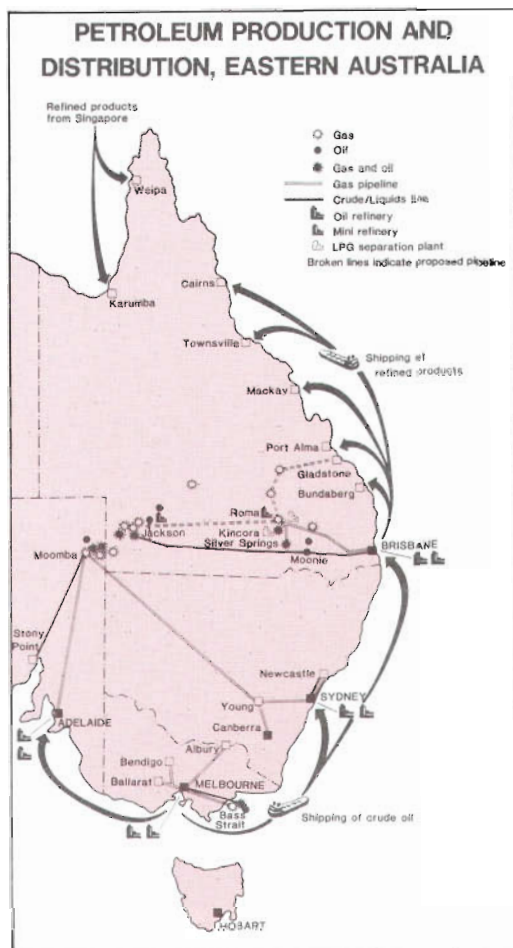 PETROLEUM PRODUCTION AND
DISTRIBUTION, EASTERN AUSTRALIA
Refined products
from Singapore
Gas
Oil
Gas and oil
Gas pipeline
Crude/Liquids line
Oil refinery
Mini refinery
LPG separation plant
Broken lines indicate proposed pipeline
Weipa
Karumba
Cairns
Townsville
Shipping of
refined products
Mackay
Port Alma
Gladstone
Bundaberg
Roma
Jackson
Kincora
Silver Springs
BRISBANE
Moomba
Moonie
Stony
Point
Newcastle
SYDNEY
Young
ADELAIDE
Canberra
Albury
Bendigo
Ballarat
MELBOURNE
Bass
Strait
Shipping of crude oil
HOBART